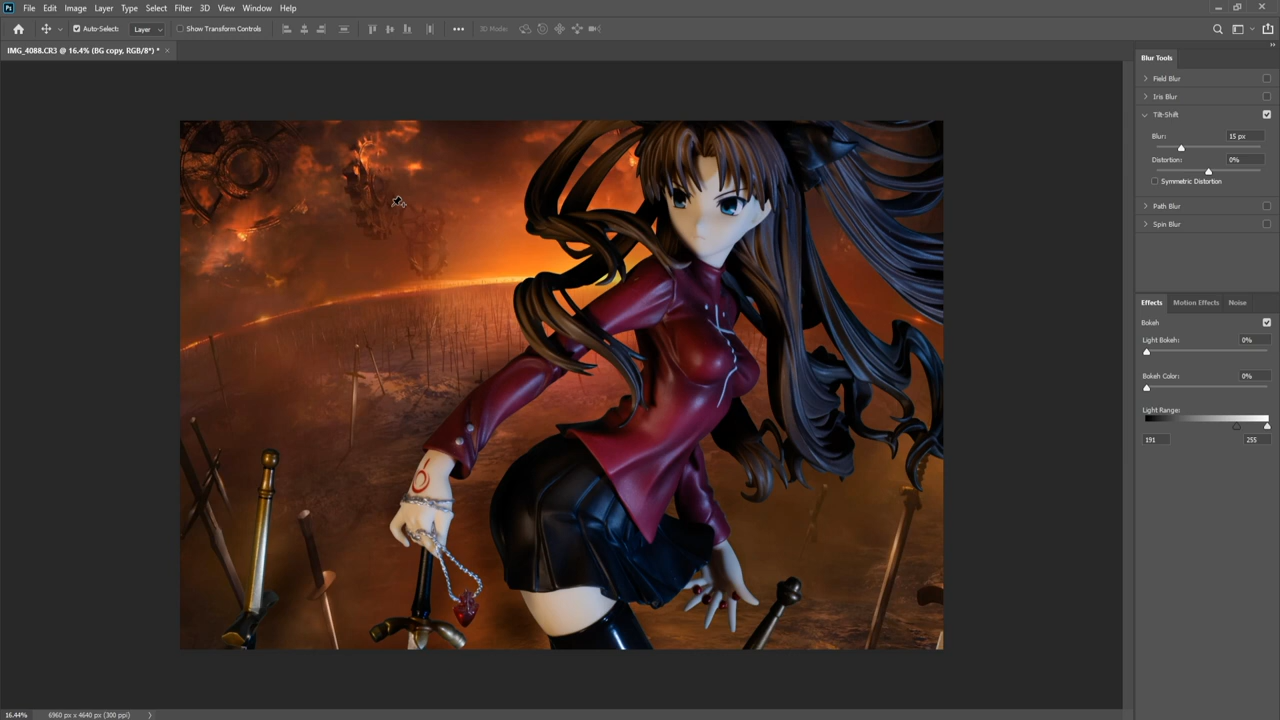 Ps File Edit Image Layer Type Select Filter 3D View Window Help
Auto-Select: Layer Show Transform Controls 3D Mode:
IMG_4088.CR3 @ 16.4% (BG copy, RGB/8*) * ×
Blur Tools
Field Blur
Iris Blur
Tilt-Shift
Blur: 15 px
Distortion: 0%
Symmetric Distortion
Path Blur
Spin Blur
Effects Motion Effects Noise
Bokeh
Light Bokeh: 0%
Bokeh Color: 0%
Light Range:
191 255
16.44% 6960 px x 4640 px (300 ppi)